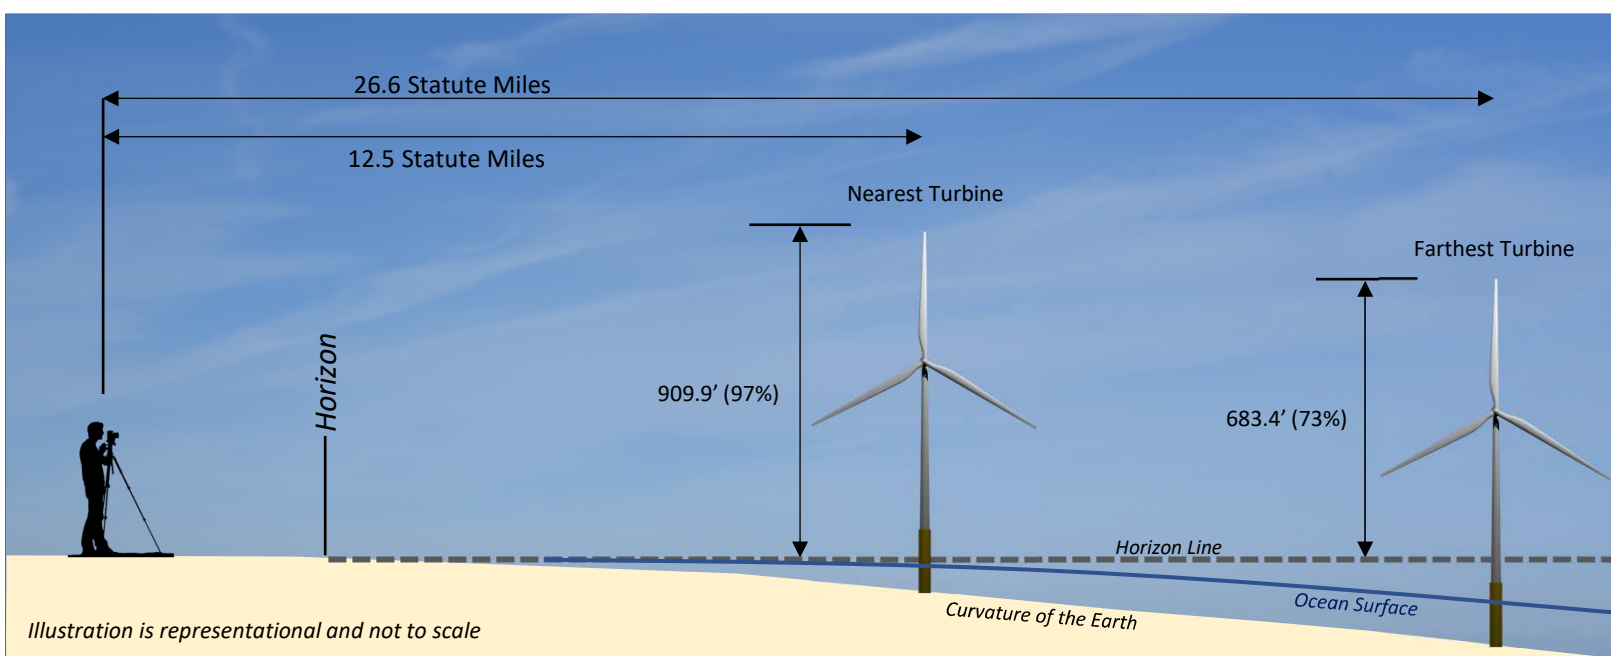 26.6 Statute Miles
12.5 Statute Miles
Nearest Turbine
Farthest Turbine
Horizon
909.9’ (97%)
683.4’ (73%)
Horizon Line
Ocean Surface
Curvature of the Earth
Illustration is representational and not to scale